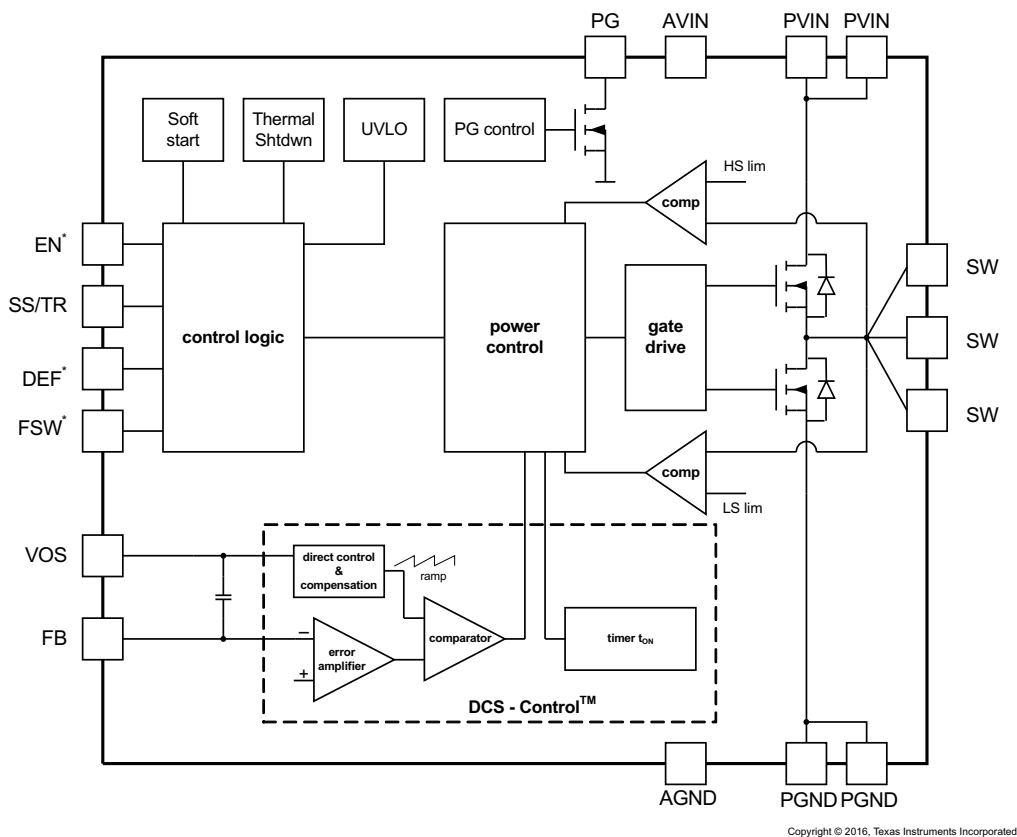 PG
AVIN
PVIN
PVIN
Soft
start
Thermal
Shtdwn
UVLO
PG control
HS lim
comp
EN*
SS/TR
DEF*
FSW*
control logic
power
control
gate
drive
SW
SW
SW
comp
LS lim
VOS
FB
direct control
&
compensation
ramp
−
+
error
amplifier
comparator
timer tON
DCS - Control™
AGND
PGND
PGND
Copyright © 2016, Texas Instruments Incorporated